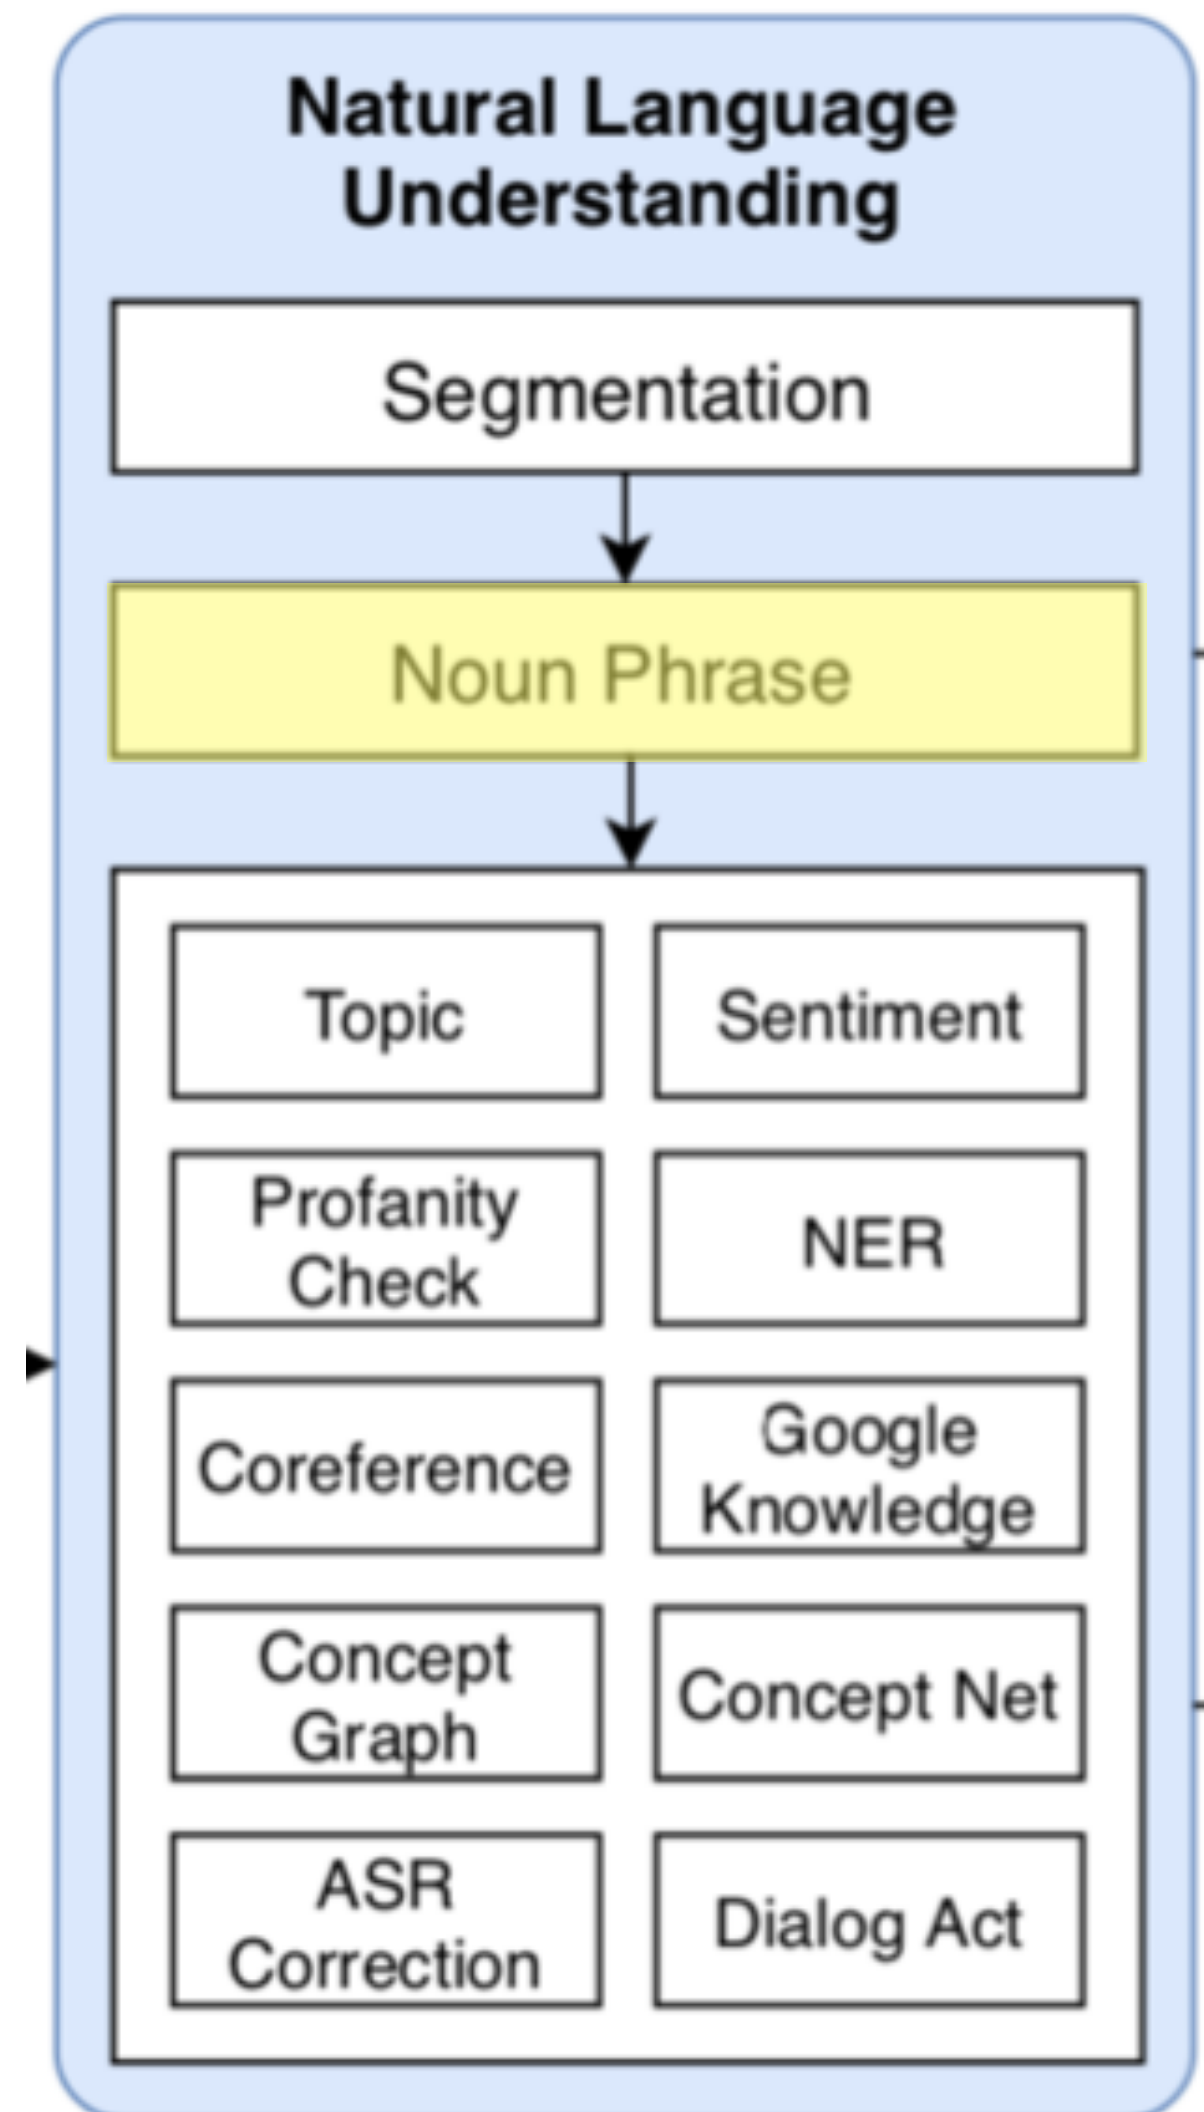 Natural Language
Understanding
Segmentation
Noun Phrase
Topic
Sentiment
Profanity
Check
NER
Coreference
Google
Knowledge
Concept
Graph
Concept Net
ASR
Correction
Dialog Act